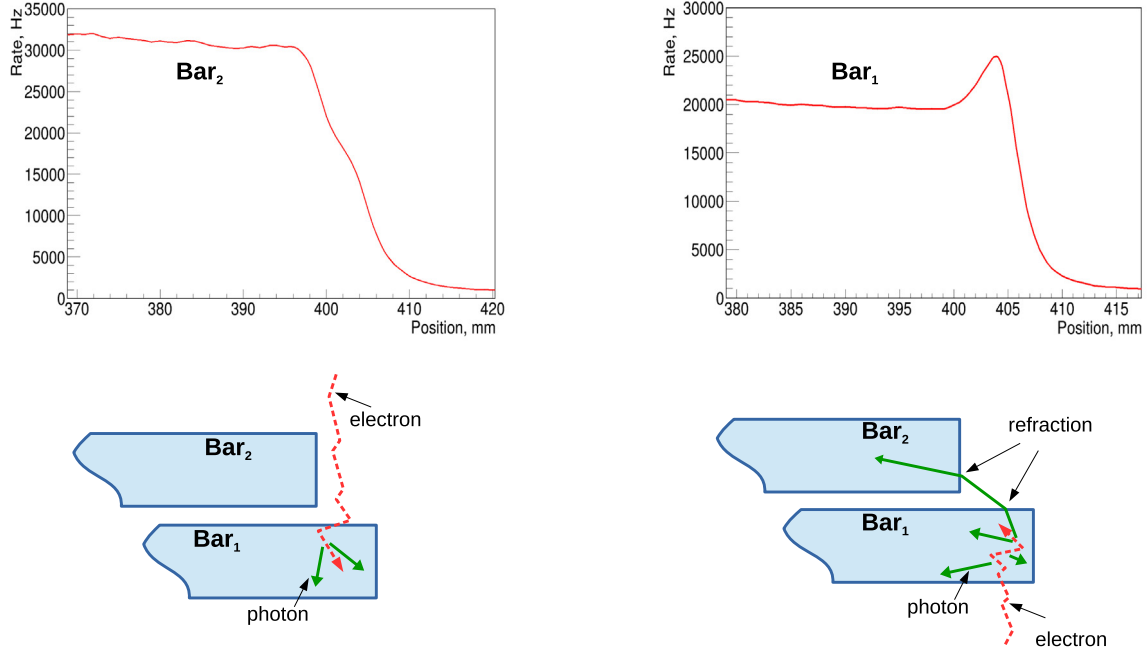 35000
30000
25000
20000
15000
10000
5000
0
Rate, Hz
Bar2
370
380
390
400
410
420
Position, mm
30000
25000
20000
15000
10000
5000
0
Rate, Hz
Bar1
380
385
390
395
400
405
410
415
Position, mm
electron
Bar2
Bar1
photon
refraction
Bar2
Bar1
photon
electron